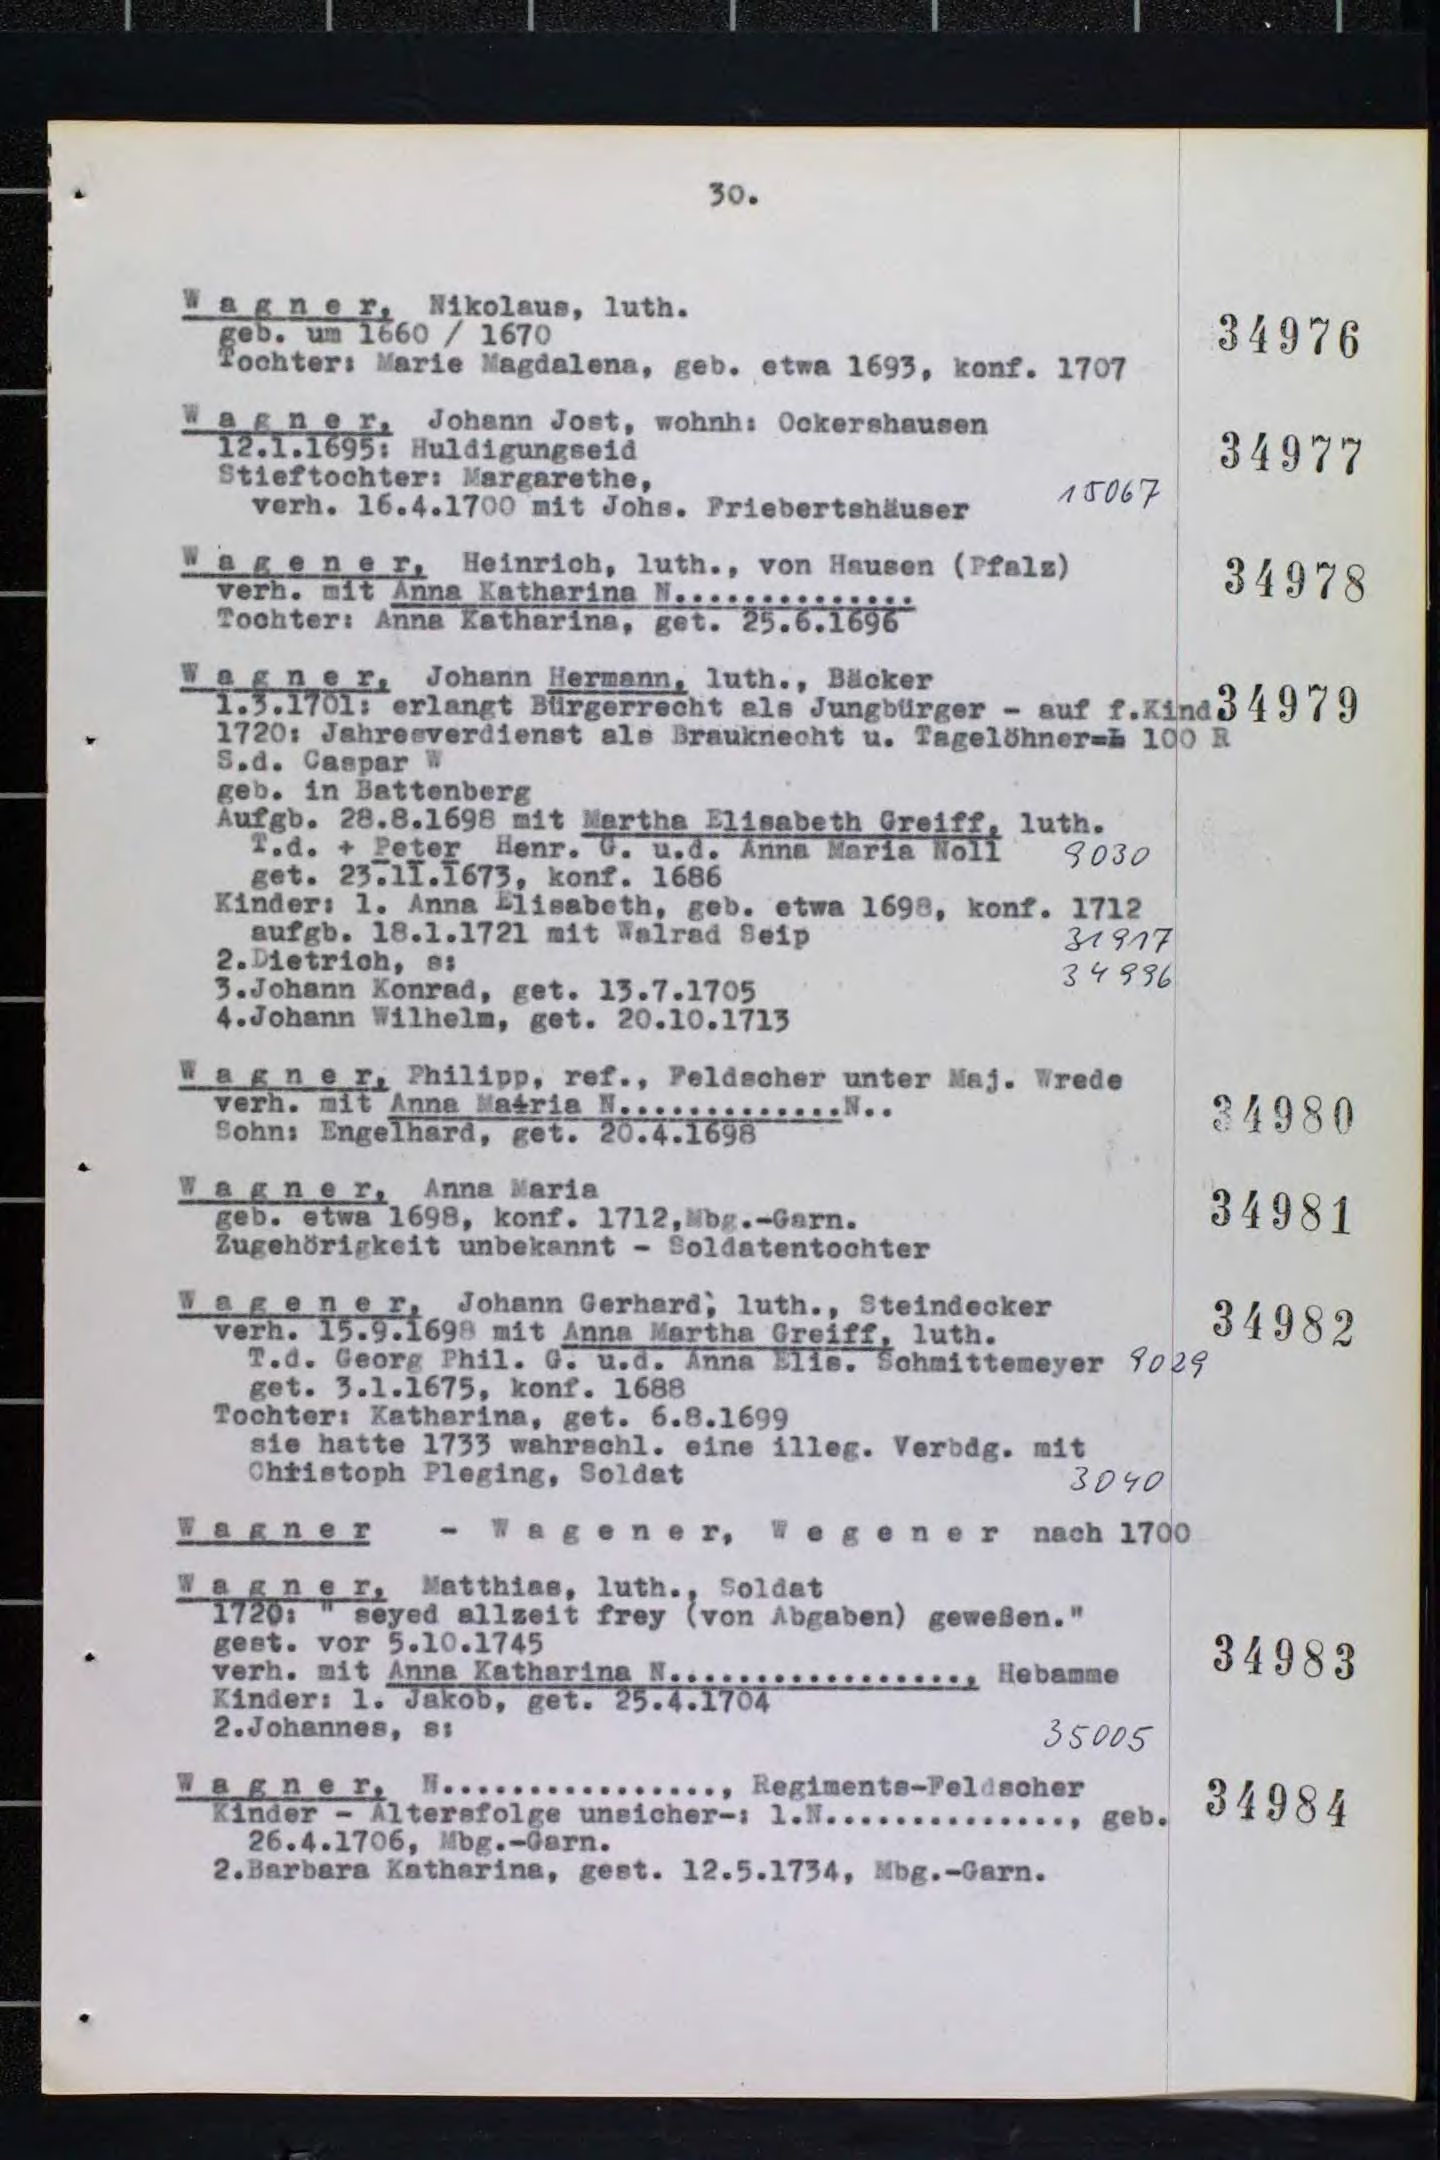 30.
W a g n e r, Nikolaus, luth. 34976
geb. um 1660 / 1670
Tochter: Marie Magdalena, geb. etwa 1693, konf. 1707
W a g n e r, Johann Jost, wohnh: Ockershausen 34977
12.1.1695: Huldigungseid
Stieftochter: Margarethe,
verh. 16.4.1700 mit Johs. Friebertshäuser 15067
W a g e n e r, Heinrich, luth., von Hausen (Pfalz) 34978
verh. mit Anna Katharina N..............
Tochter: Anna Katharina, get. 25.6.1696
W a g n e r, Johann Hermann, luth., Bäcker
1.3.1701: erlangt Bürgerrecht als Jungbürger - auf f.Kind 34979
1720: Jahresverdienst als Brauknecht u. Tagelöhner= 100 R
S.d. Caspar W
geb. in Battenberg
Aufgb. 28.8.1698 mit Martha Elisabeth Greiff, luth.
T.d. + Peter Henr. G. u.d. Anna Maria Noll 9030
get. 23.11.1673, konf. 1686
Kinder: 1. Anna Elisabeth, geb. etwa 1698, konf. 1712
aufgb. 18.1.1721 mit Walrad Seip 31917
2.Dietrich, s: 34996
3.Johann Konrad, get. 13.7.1705
4.Johann Wilhelm, get. 20.10.1713
W a g n e r, Philipp, ref., Feldscher unter Maj. Wrede
verh. mit Anna Maria N.............N.. 34980
Sohn: Engelhard, get. 20.4.1698
W a g n e r, Anna Maria 34981
geb. etwa 1698, konf. 1712,Mbg.-Garn.
Zugehörigkeit unbekannt - Soldatentochter
W a g e n e r, Johann Gerhard, luth., Steindecker 34982
verh. 15.9.1698 mit Anna Martha Greiff, luth.
T.d. Georg Phil. G. u.d. Anna Elis. Schmittemeyer 9029
get. 3.1.1675, konf. 1688
Tochter: Katharina, get. 6.8.1699
sie hatte 1733 wahrschl. eine illeg. Verbdg. mit
Christoph Pleging, Soldat 3040
W a g n e r - W a g e n e r, W e g e n e r nach 1700
W a g n e r, Matthias, luth., Soldat
1720: " seyed allzeit frey (von Abgaben) geweßen."
gest. vor 5.10.1745 34983
verh. mit Anna Katharina N................., Hebamme
Kinder: 1. Jakob, get. 25.4.1704
2.Johannes, s: 35005
W a g n e r, N................, Regiments-Feldscher 34984
Kinder - Altersfolge unsicher-: 1.N.............., geb.
26.4.1706, Mbg.-Garn.
2.Barbara Katharina, gest. 12.5.1734, Mbg.-Garn.